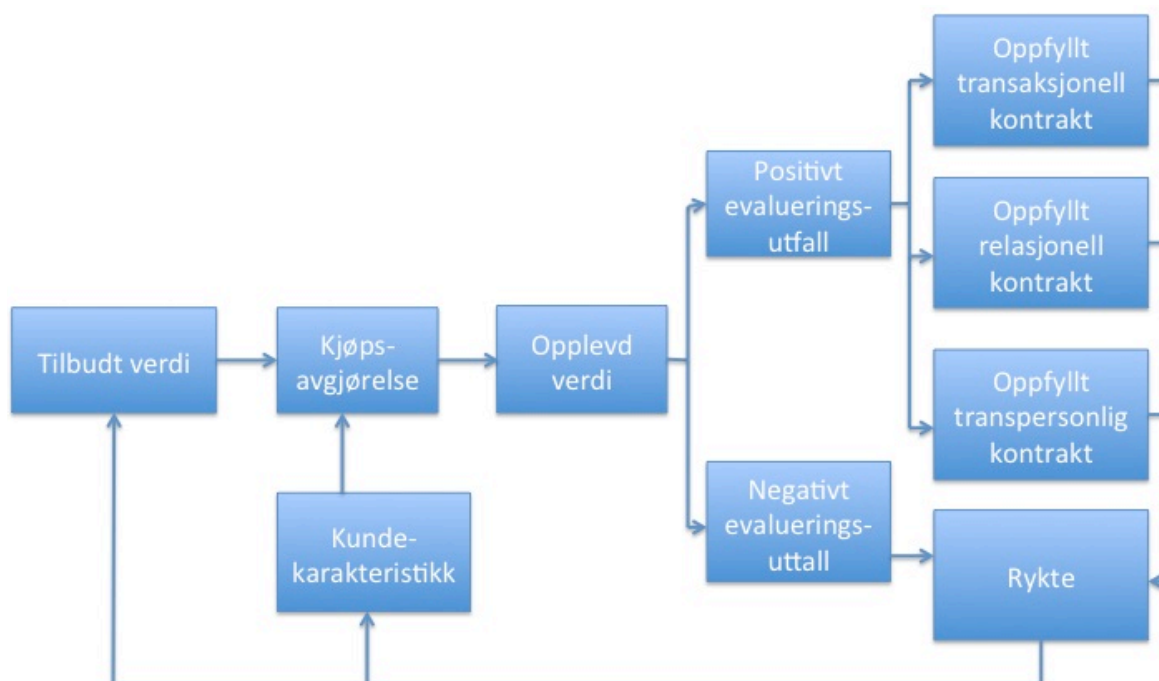 Tilbudt verdi
Kjøps-
avgjørelse
Kunde-
karakteristikk
Opplevd
verdi
Positivt
evaluerings-
utfall
Negativt
evaluerings-
uttall
Oppfyllt
transaksjonell
kontrakt
Oppfyllt
relasjonell
kontrakt
Oppfyllt
transpersonlig
kontrakt
Rykte